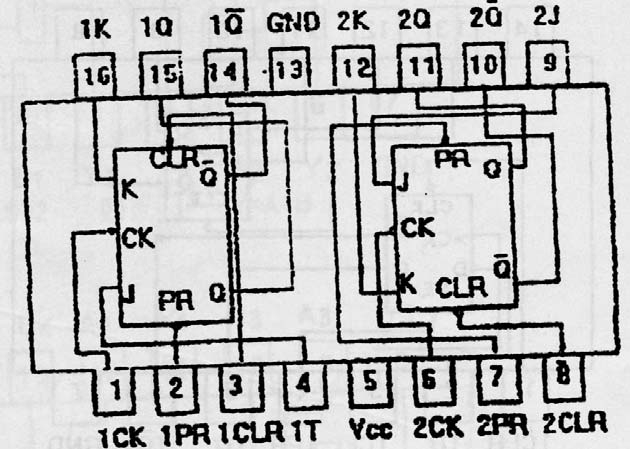 1K 1Q 1Q̄ GND 2K 2Q 2Q̄ 2J
16 15 14 13 12 11 10 9
CLR Q̄ PR Q
K J
CK CK
J K Q̄
PR Q CLR
1 2 3 4 5 6 7 8
1CK 1PR 1CLR 1T Vcc 2CK 2PR 2CLR